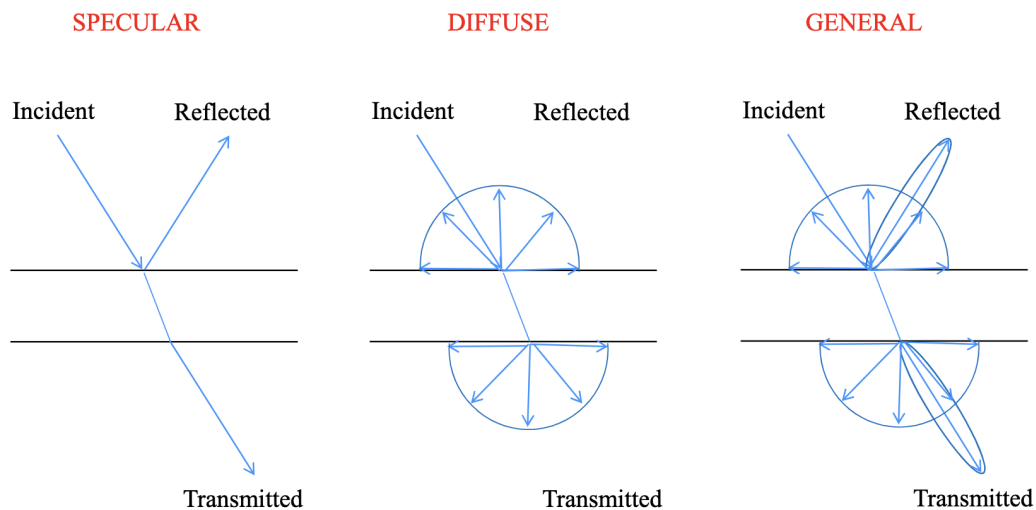 SPECULAR
DIFFUSE
GENERAL
Incident
Reflected
Incident
Reflected
Incident
Reflected
Transmitted
Transmitted
Transmitted